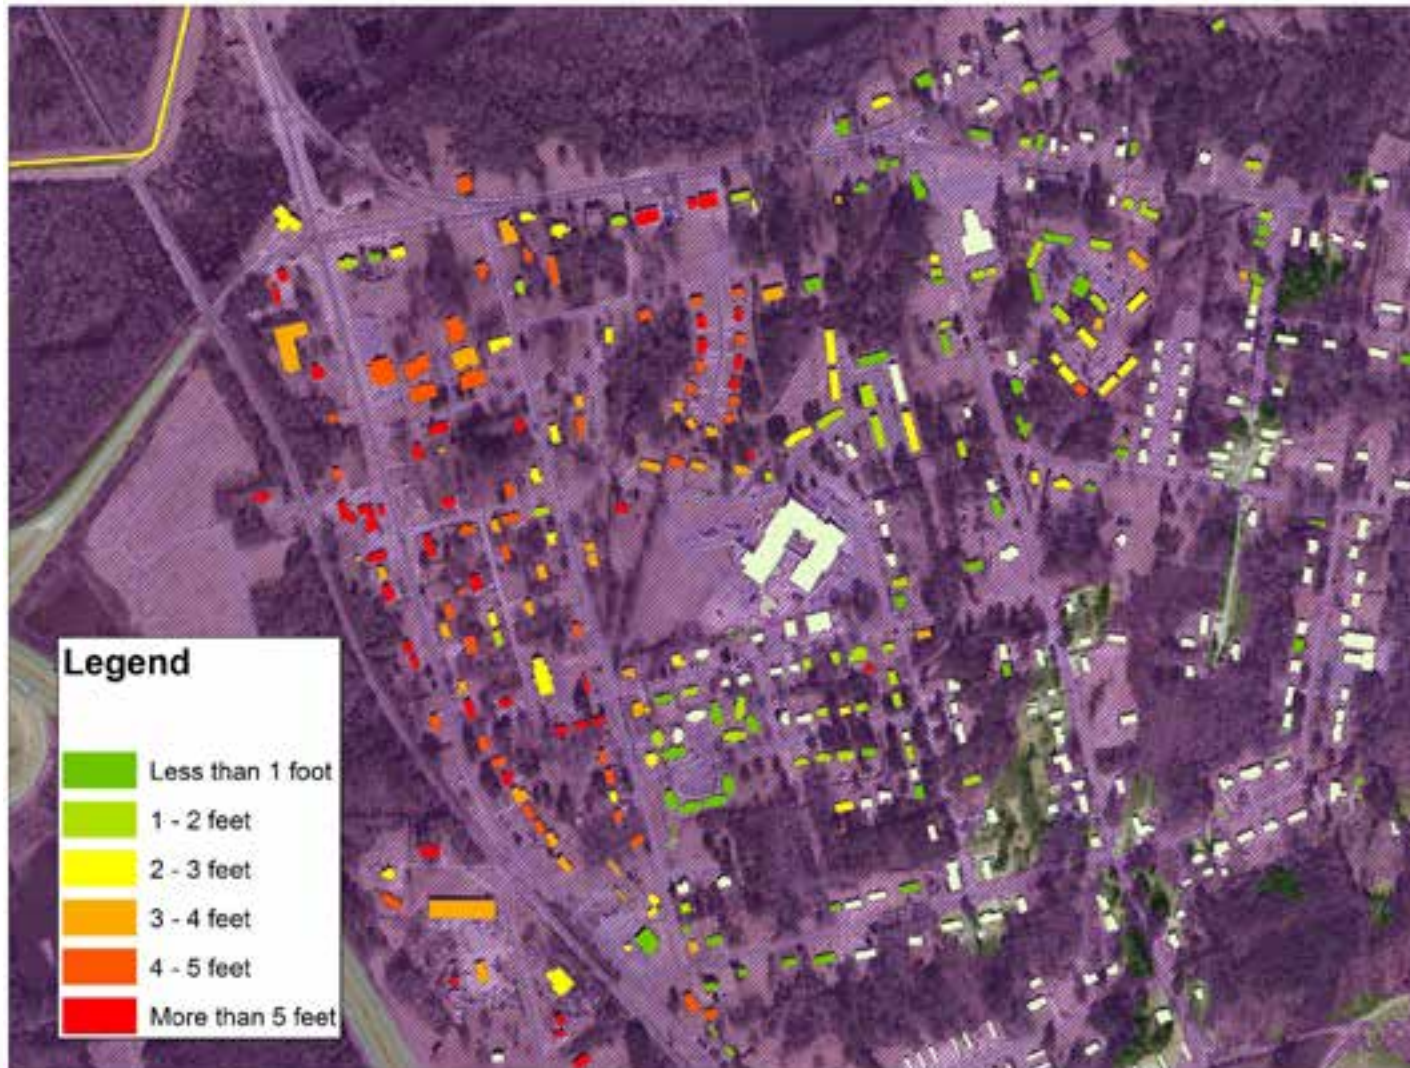 Legend
Less than 1 foot
1 - 2 feet
2 - 3 feet
3 - 4 feet
4 - 5 feet
More than 5 feet